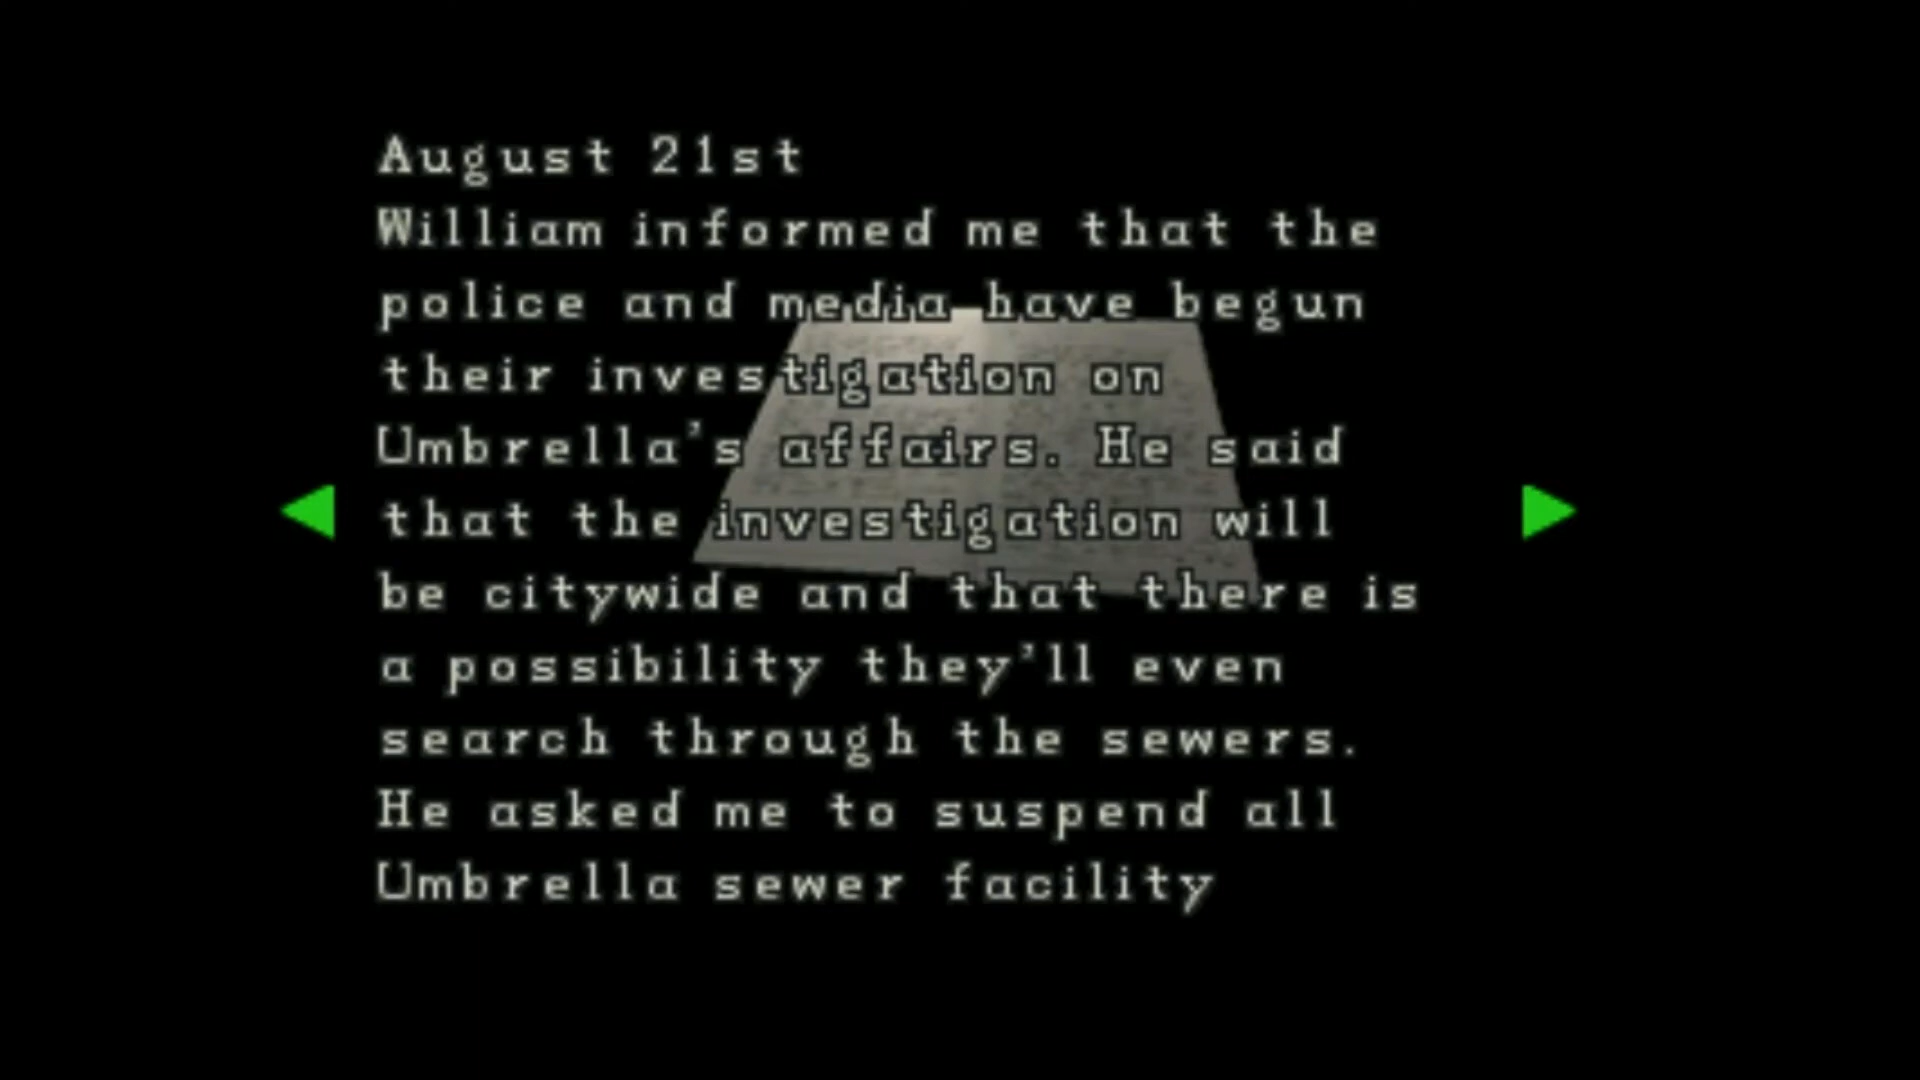 August 21st
William informed me that the
police and media have begun
their investigation on
Umbrella's affairs. He said
that the investigation will
be citywide and that there is
a possibility they'll even
search through the sewers.
He asked me to suspend all
Umbrella sewer facility